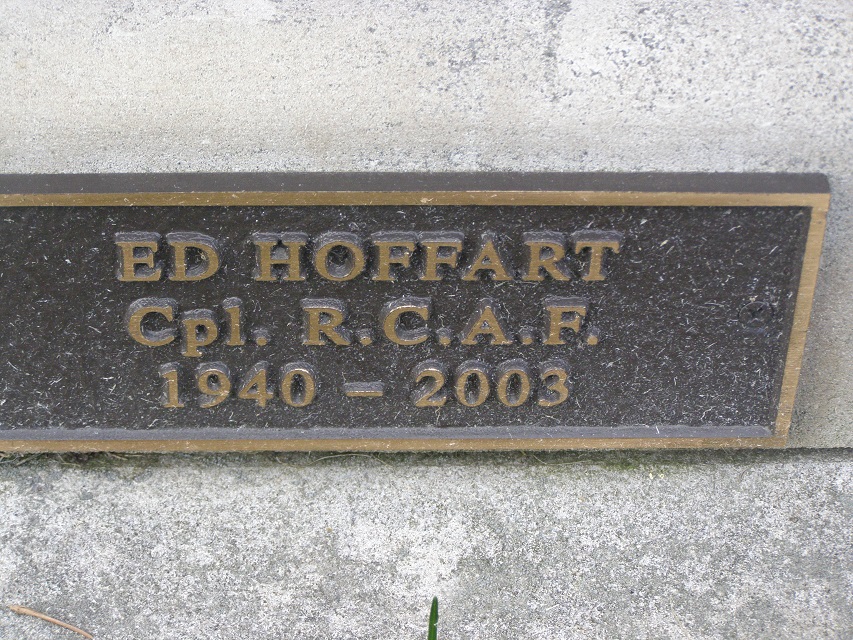 ED HOFFART
Cpl. R.C.A.F.
1940 – 2003